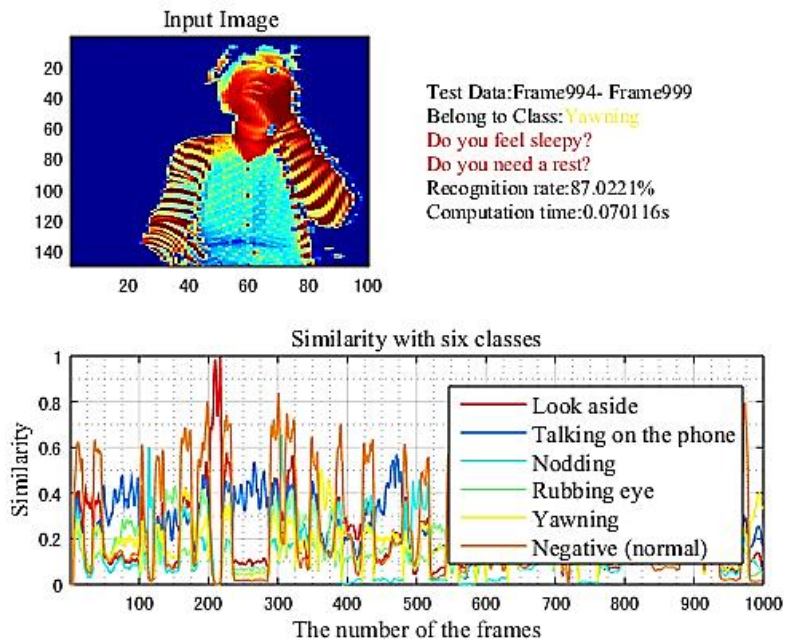 Input Image
20
40
60
80
100
120
140
20 40 60 80 100
Test Data:Frame994- Frame999
Belong to Class:Yawning
Do you feel sleepy?
Do you need a rest?
Recognition rate:87.0221%
Computation time:0.070116s
Similarity with six classes
Similarity
1
0.8
0.6
0.4
0.2
0
Look aside
Talking on the phone
Nodding
Rubbing eye
Yawning
Negative (normal)
100 200 300 400 500 600 700 800 900 1000
The number of the frames